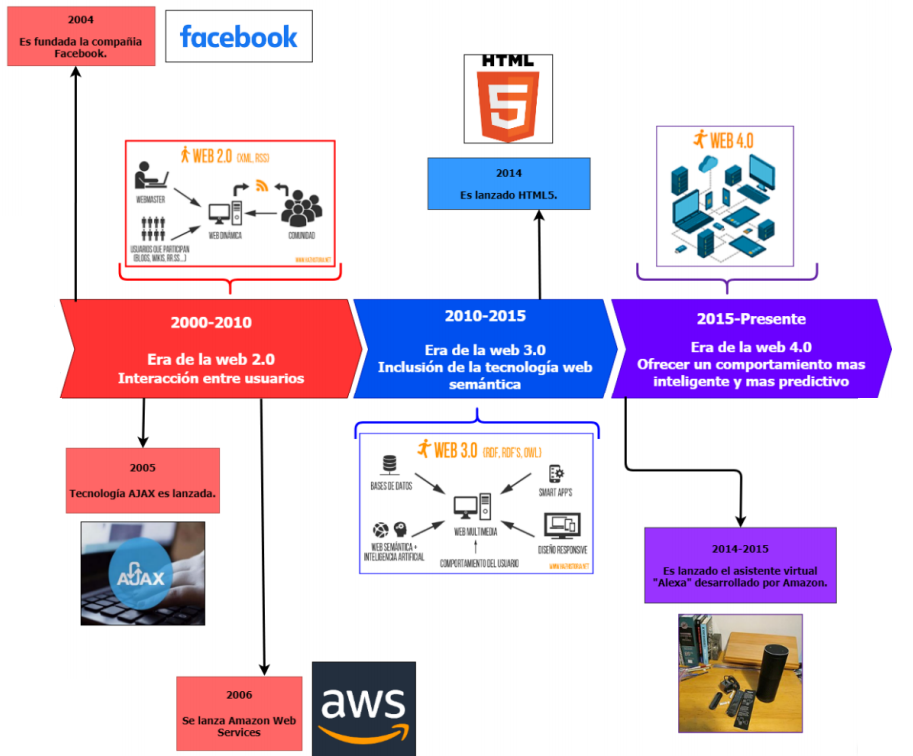 2004
Es fundada la compañia
Facebook.
facebook
HTML
5
2014
Es lanzado HTML5.
WEB 2.0 (XML, RSS)
WEBMASTER
USUARIOS QUE PARTICIPAN
(BLOGS, WIKIS, RR.SS...)
WEB DINÁMICA
COMUNIDAD
WEB 4.0
2000-2010
Era de la web 2.0
Interacción entre usuarios
2010-2015
Era de la web 3.0
Inclusión de la tecnología web
semántica
2015-Presente
Era de la web 4.0
Ofrecer un comportamiento mas
inteligente y mas predictivo
2005
Tecnología AJAX es lanzada.
AJAX
WEB 3.0 (RDF, RDF'S, OWL)
BASES DE DATOS
SMART APP'S
WEB MULTIMEDIA
WEB SEMÁNTICA +
INTELIGENCIA ARTIFICIAL
DISEÑO RESPONSIVE
COMPORTAMIENTO DEL USUARIO
2014-2015
Es lanzado el asistente virtual
"Alexa" desarrollado por Amazon.
2006
Se lanza Amazon Web
Services
aws